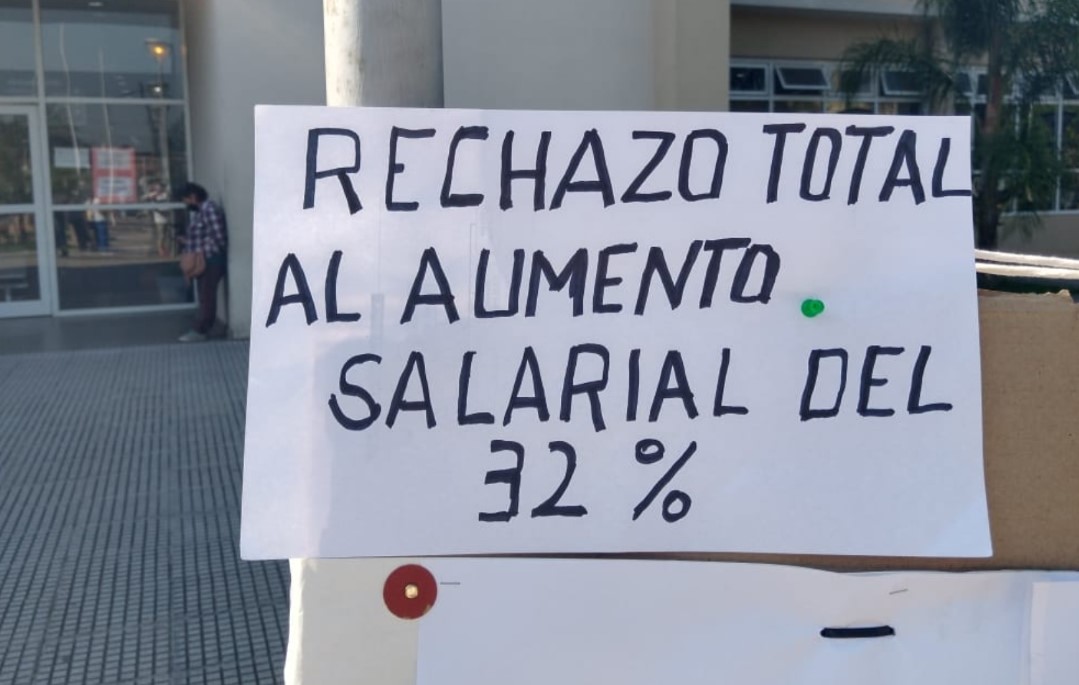 RECHAZO TOTAL
AL AUMENTO
SALARIAL DEL
32 %